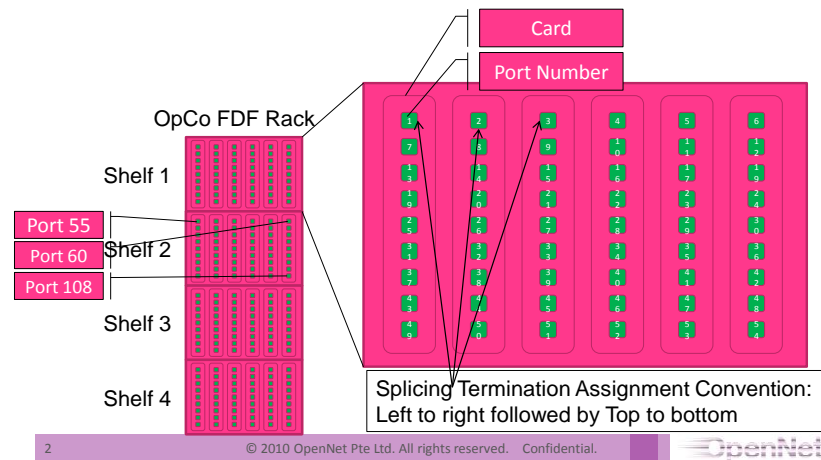 Card
Port Number
OpCo FDF Rack
Shelf 1
Shelf 2
Shelf 3
Shelf 4
Port 55
Port 60
Port 108
1 2 3 4 5 6
7 8 9 10 11 12
13 14 15 16 17 19
19 20 21 22 23 24
25 26 27 28 29 30
31 32 33 34 35 36
37 38 39 40 41 42
43 44 45 46 47 48
49 50 51 52 53 54
Splicing Termination Assignment Convention:
Left to right followed by Top to bottom
2 © 2010 OpenNet Pte Ltd. All rights reserved. Confidential.
OpenNet